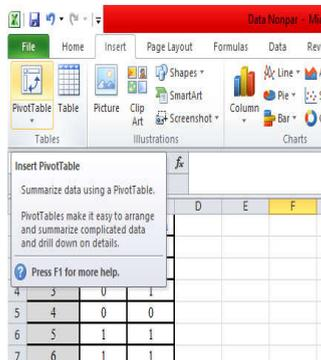 Data Nonpar - Mi
File Home Insert Page Layout Formulas Data Rev
PivotTable Table Picture Clip Art Shapes SmartArt Screenshot Column Line Pie Bar
Tables Illustrations Charts
Insert PivotTable
Summarize data using a PivotTable.
PivotTables make it easy to arrange
and summarize complicated data
and drill down on details.
Press F1 for more help.
fx
D E F
4 3 0 1
5 4 0 0
6 5 1 1
7 6 1 1